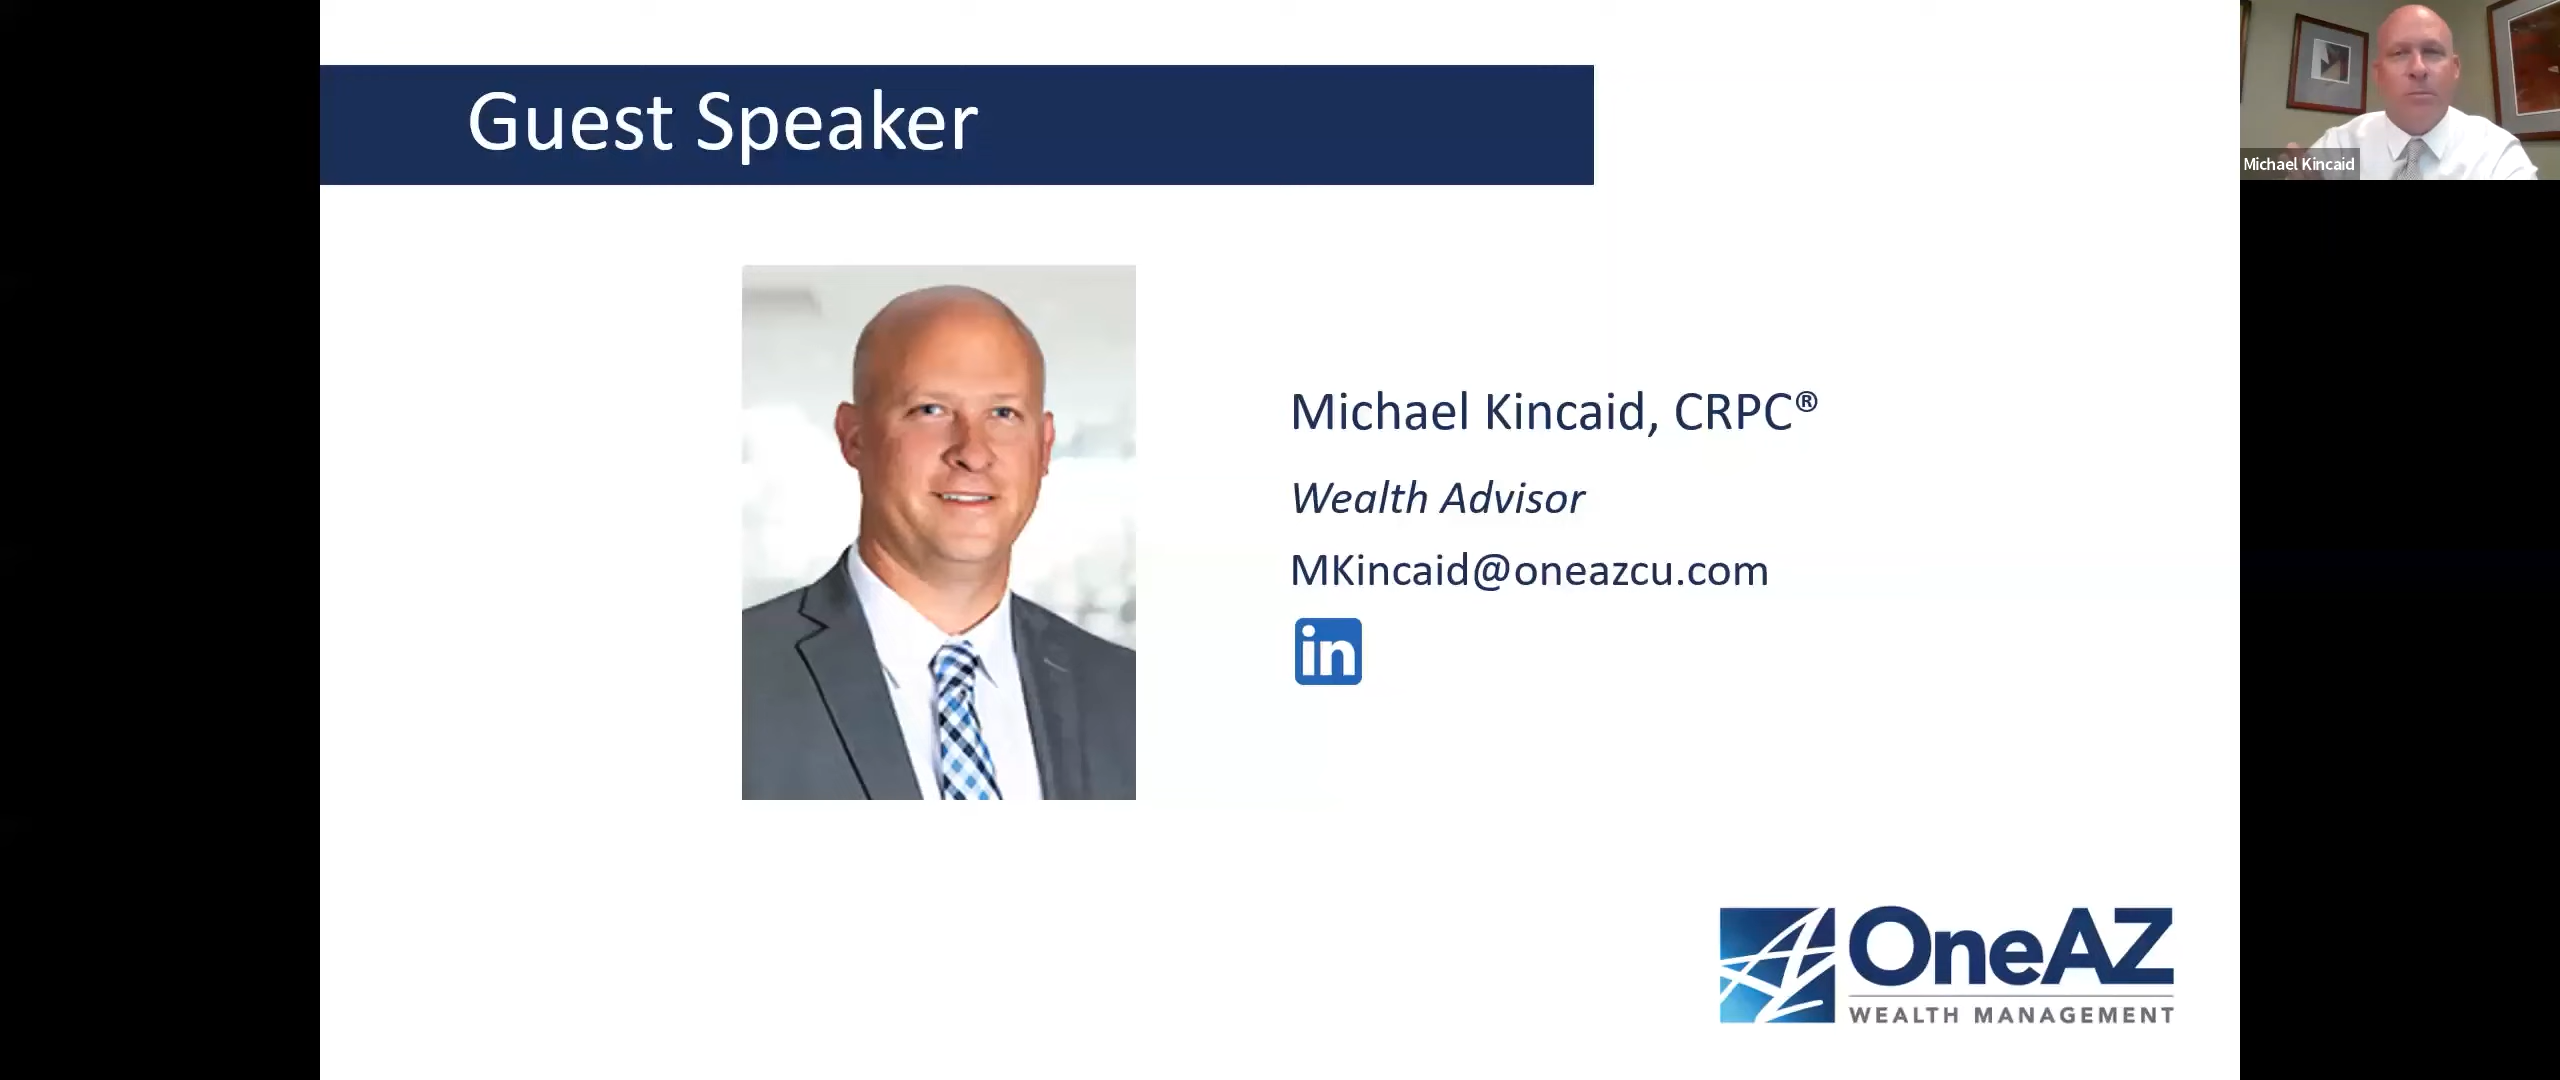 Guest Speaker
Michael Kincaid
Michael Kincaid, CRPC®
Wealth Advisor
MKincaid@oneazcu.com
in
OneAZ
WEALTH MANAGEMENT